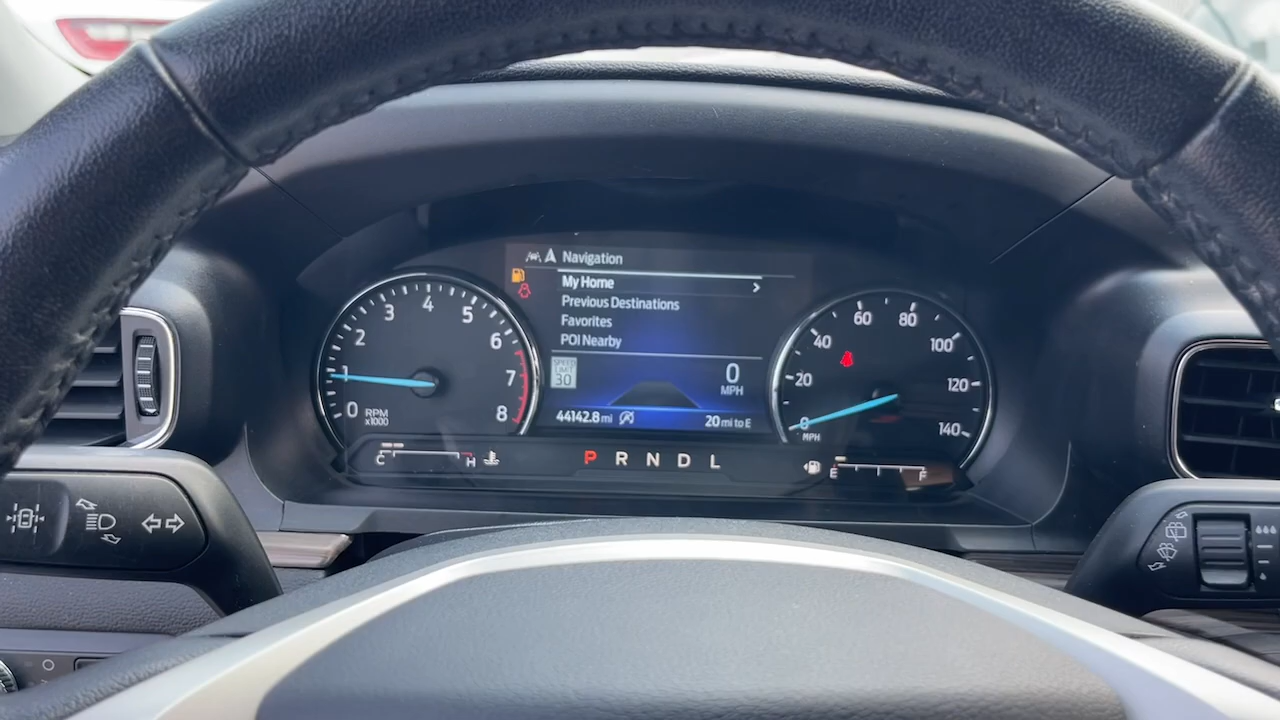 Navigation
My Home
Previous Destinations
Favorites
POI Nearby
SPEED LIMIT 30
0 MPH
44142.8 mi
20 mi to E
0 1 2 3 4 5 6 7 8
RPM
x1000
0 20 40 60 80 100 120 140
MPH
C H
P R N D L
E F